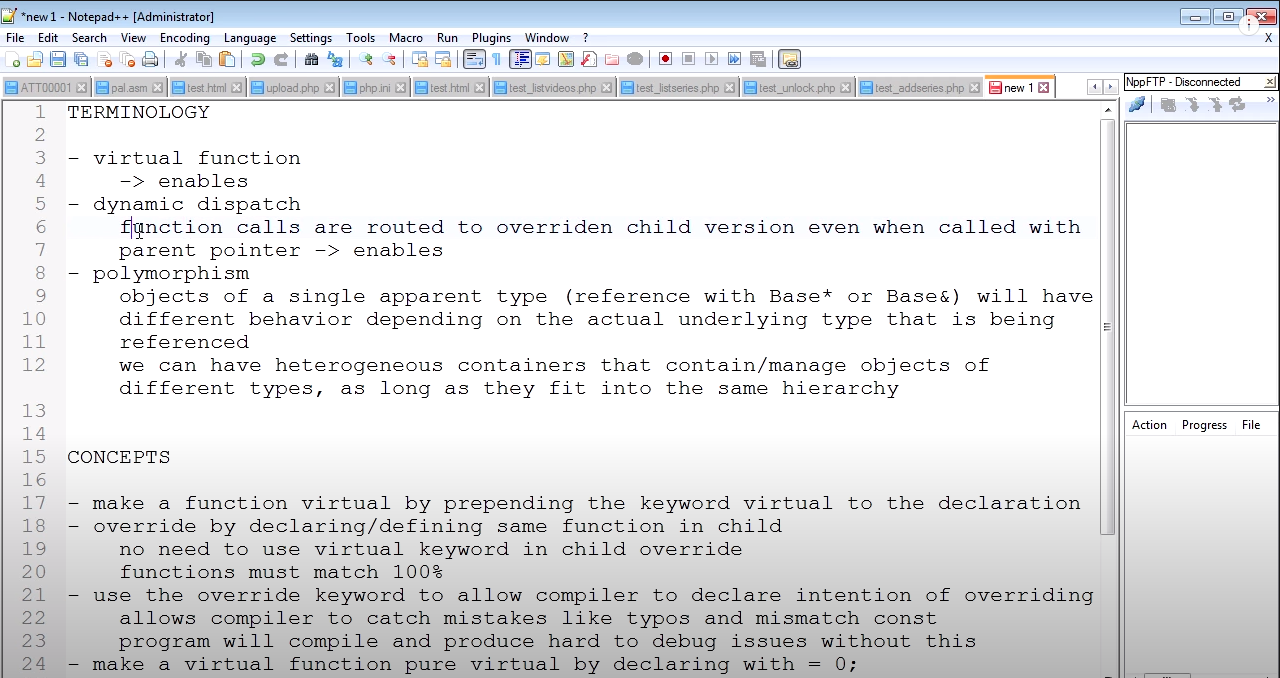 *new 1 - Notepad++ [Administrator]
File Edit Search View Encoding Language Settings Tools Macro Run Plugins Window ? X
ATT00001 pal.asm test.html upload.php php.ini test.html test_listvideos.php test_listseries.php test_unlock.php test_addseries.php new 1
NppFTP - Disconnected
1 TERMINOLOGY
2
3 - virtual function
4 -> enables
5 - dynamic dispatch
6 function calls are routed to overriden child version even when called with
7 parent pointer -> enables
8 - polymorphism
9 objects of a single apparent type (reference with Base* or Base&) will have
10 different behavior depending on the actual underlying type that is being
11 referenced
12 we can have heterogeneous containers that contain/manage objects of
different types, as long as they fit into the same hierarchy
13
14
15 CONCEPTS
16
17 - make a function virtual by prepending the keyword virtual to the declaration
18 - override by declaring/defining same function in child
19 no need to use virtual keyword in child override
20 functions must match 100%
21 - use the override keyword to allow compiler to declare intention of overriding
22 allows compiler to catch mistakes like typos and mismatch const
23 program will compile and produce hard to debug issues without this
24 - make a virtual function pure virtual by declaring with = 0;
Action Progress File